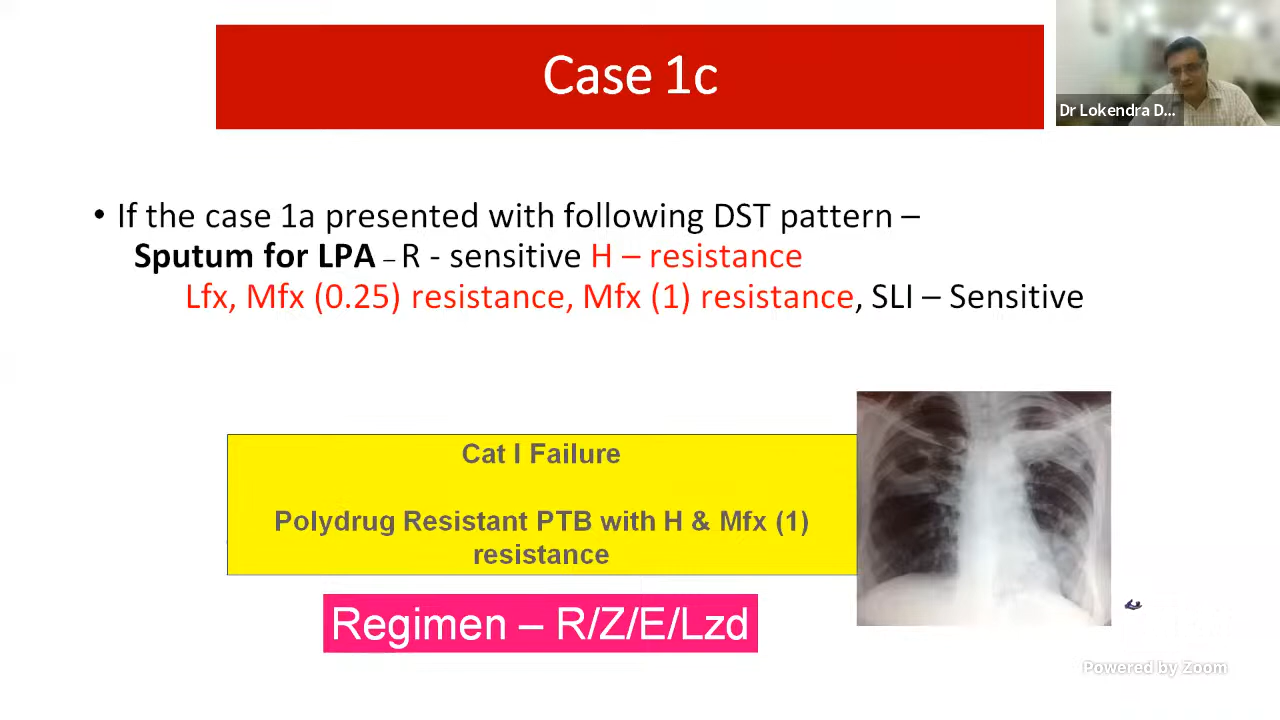 Case 1c
Dr Lokendra D...
• If the case 1a presented with following DST pattern –
Sputum for LPA – R - sensitive H – resistance
Lfx, Mfx (0.25) resistance, Mfx (1) resistance, SLI – Sensitive
Cat I Failure
Polydrug Resistant PTB with H & Mfx (1)
resistance
Regimen – R/Z/E/Lzd
Powered by Zoom